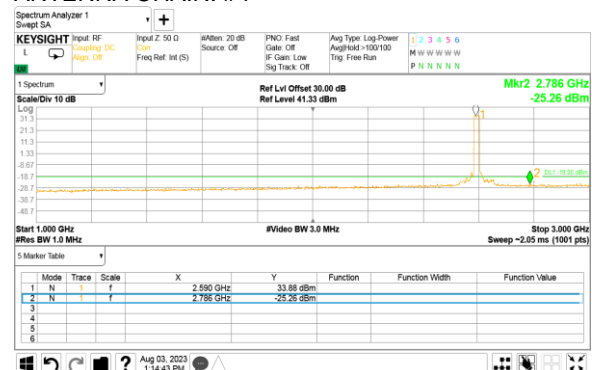 Spectrum Analyzer 1
Swept SA
KEYSIGHT Input: RF Input Z: 50 Ω #Atten: 20 dB PNO: Fast Avg Type: Log-Power 1 2 3 4 5 6
L Coupling: DC Corr Source: Off Gate: Off Avg|Hold:>100/100 M W W W W W
Align: Off Freq Ref: Int (S) IF Gain: Low Trig: Free Run
Sig Track: Off P N N N N N
1 Spectrum Ref Lvl Offset 30.00 dB Mkr2 2.786 GHz
Scale/Div 10 dB Ref Level 41.33 dBm -25.26 dBm
Log
31.3
21.3
11.3
1.33
-8.67
-18.7
-28.7
-38.7
-48.7
1
2 DL1 -19.00 dBm
Start 1.000 GHz #Video BW 3.0 MHz Stop 3.000 GHz
#Res BW 1.0 MHz Sweep ~2.05 ms (1001 pts)
5 Marker Table
Mode Trace Scale X Y Function Function Width Function Value
1 N 1 f 2.590 GHz 33.88 dBm
2 N 1 f 2.786 GHz -25.26 dBm
3
4
5
6
? Aug 03, 2023
1:14:43 PM